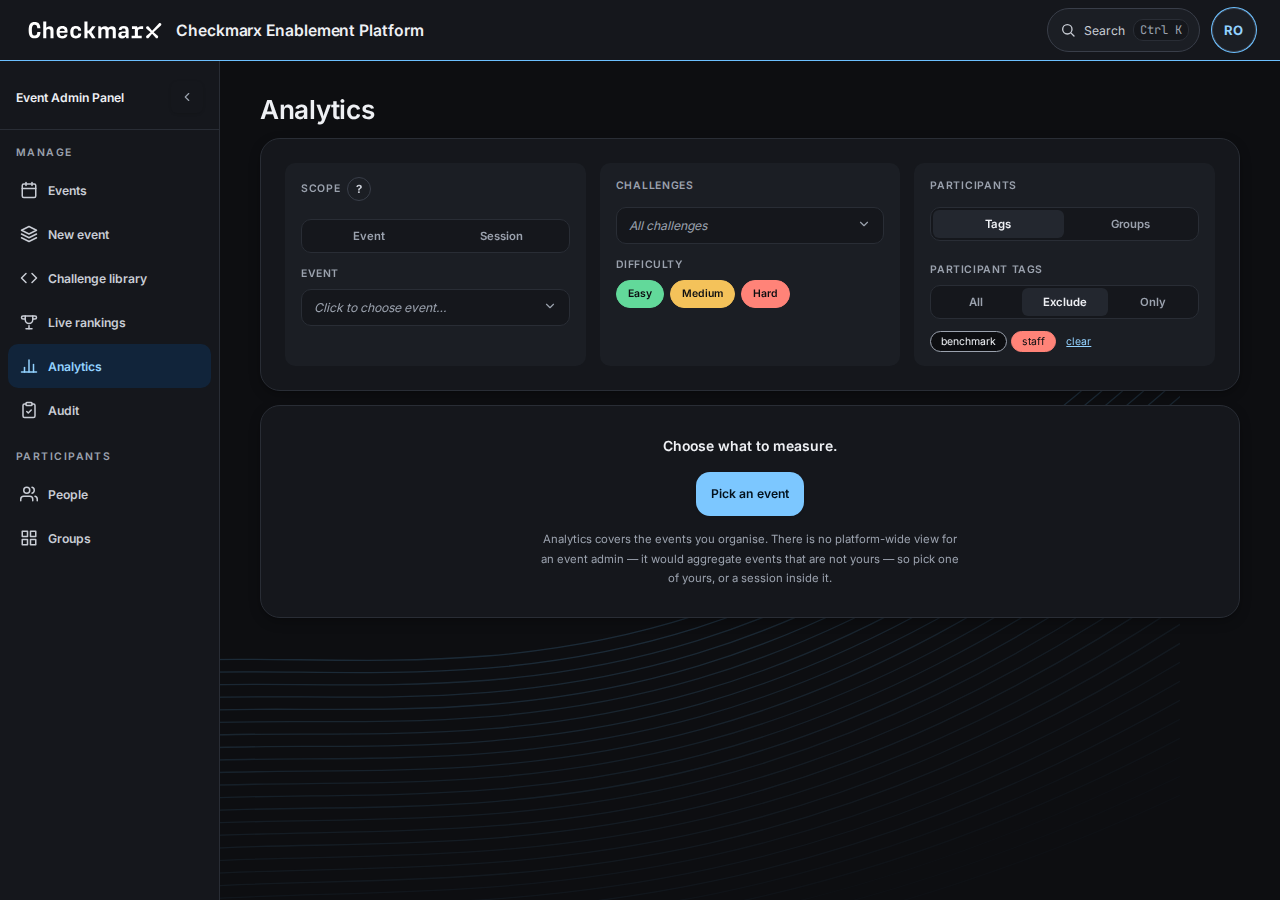 Checkmarx Checkmarx Enablement Platform
Search Ctrl K
RO
Event Admin Panel
MANAGE
Events
New event
Challenge library
Live rankings
Analytics
Audit
PARTICIPANTS
People
Groups
Analytics
SCOPE ?
Event Session
EVENT
Click to choose event...
CHALLENGES
All challenges
DIFFICULTY
Easy Medium Hard
PARTICIPANTS
Tags Groups
PARTICIPANT TAGS
All Exclude Only
benchmark staff clear
Choose what to measure.
Pick an event
Analytics covers the events you organise. There is no platform-wide view for
an event admin — it would aggregate events that are not yours — so pick one
of yours, or a session inside it.